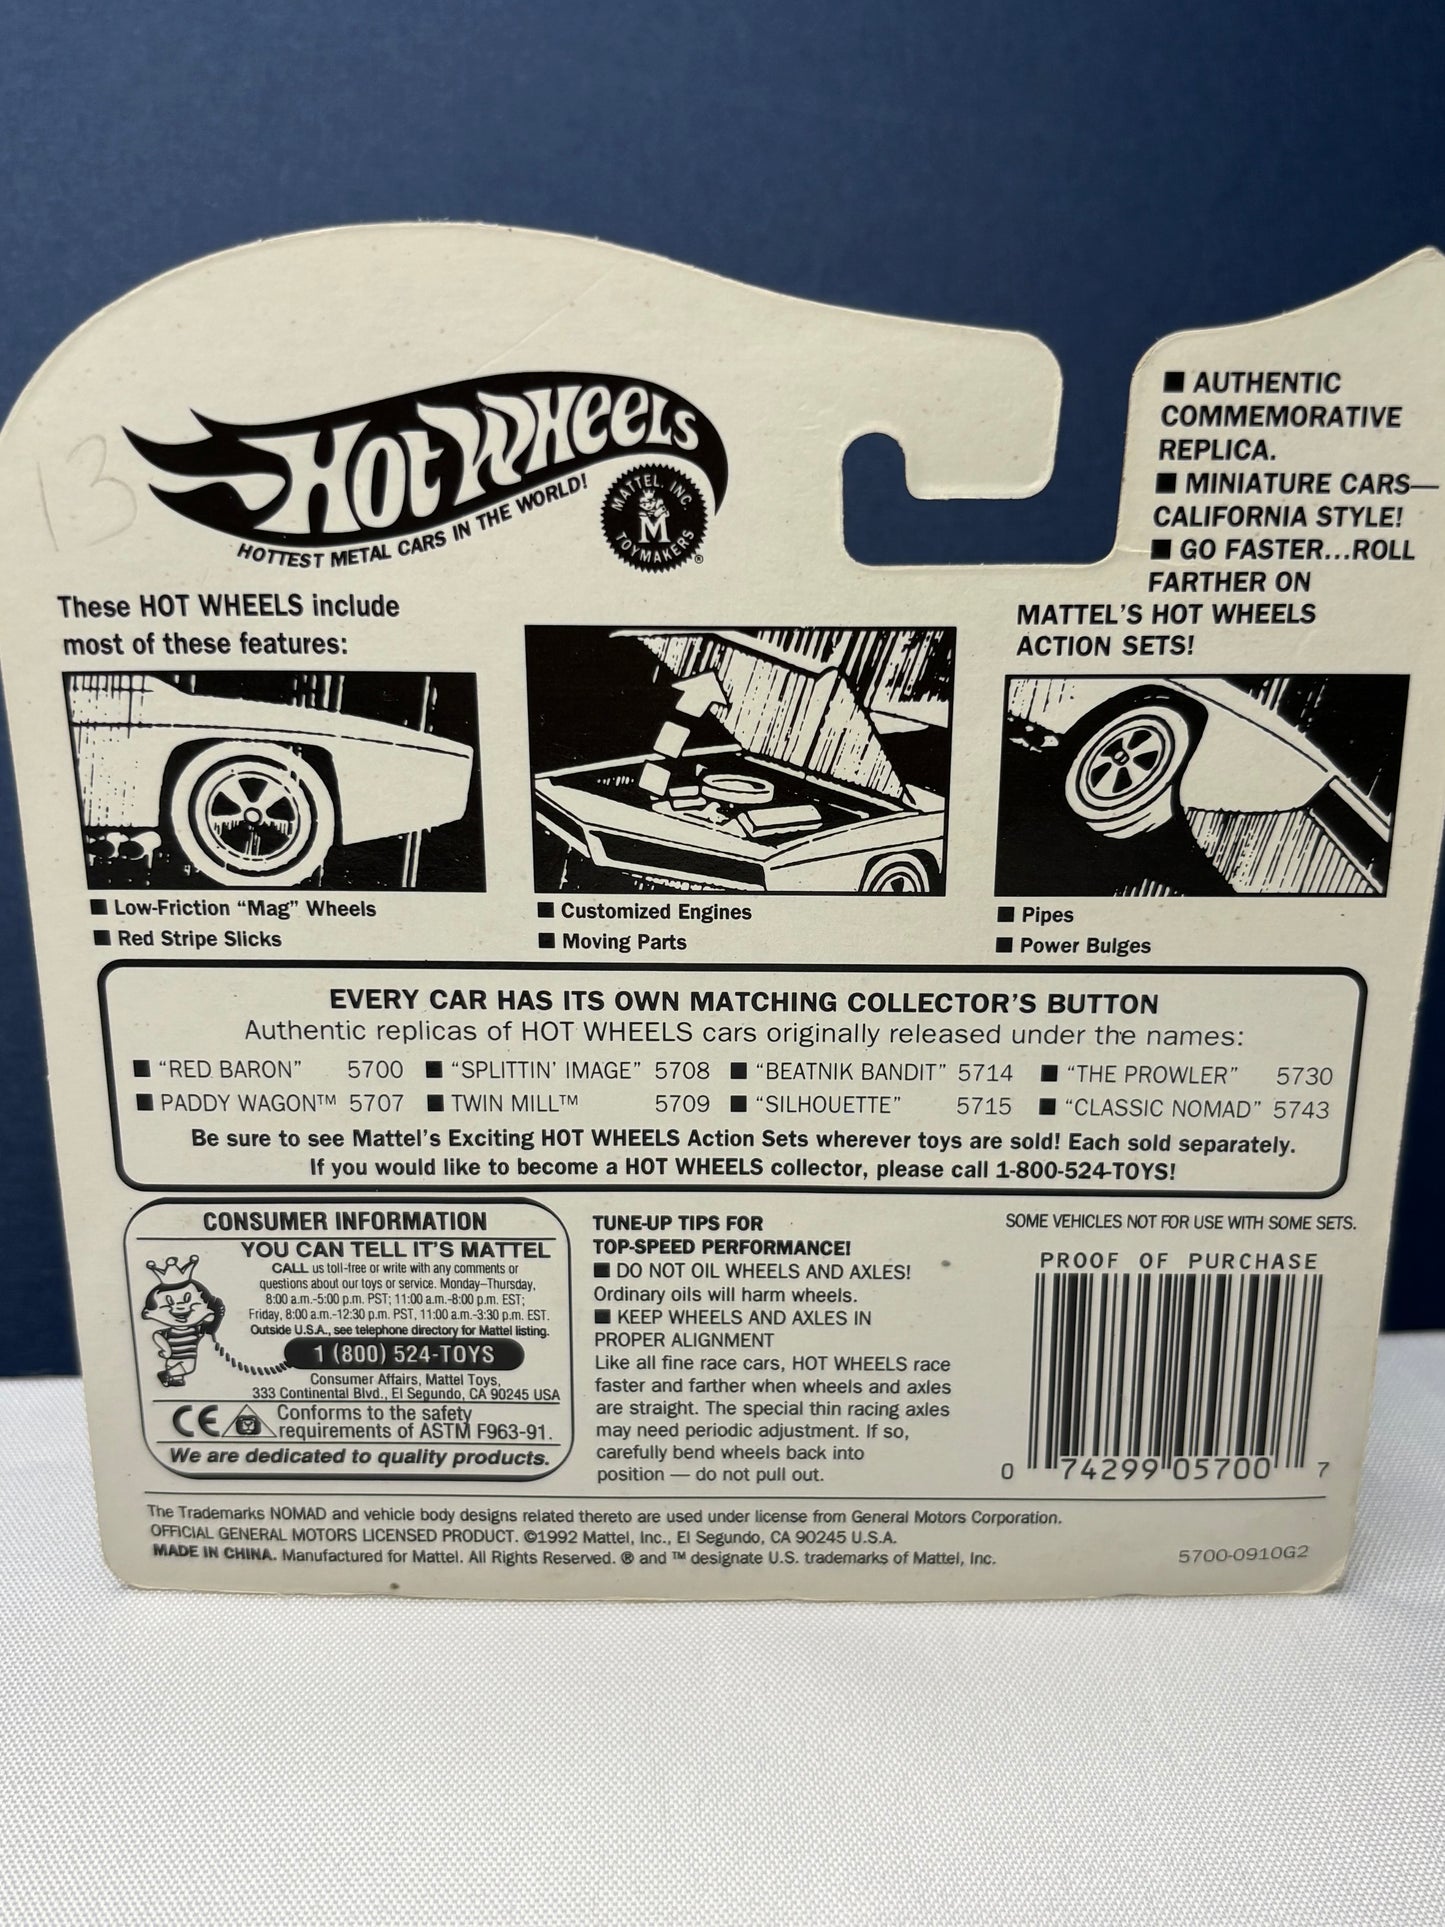 13
HOT WHEELS
HOTTEST METAL CARS IN THE WORLD!
MATTEL, INC.
M
TOYMAKERS
®
■ AUTHENTIC
COMMEMORATIVE
REPLICA.
■ MINIATURE CARS—
CALIFORNIA STYLE!
■ GO FASTER...ROLL
FARTHER ON
MATTEL'S HOT WHEELS
ACTION SETS!
These HOT WHEELS include
most of these features:
■ Low-Friction “Mag” Wheels
■ Red Stripe Slicks
■ Customized Engines
■ Moving Parts
■ Pipes
■ Power Bulges
EVERY CAR HAS ITS OWN MATCHING COLLECTOR'S BUTTON
Authentic replicas of HOT WHEELS cars originally released under the names:
■ “RED BARON” 5700 ■ “SPLITTIN' IMAGE” 5708 ■ “BEATNIK BANDIT” 5714 ■ “THE PROWLER” 5730
■ PADDY WAGON™ 5707 ■ TWIN MILL™ 5709 ■ “SILHOUETTE” 5715 ■ “CLASSIC NOMAD” 5743
Be sure to see Mattel's Exciting HOT WHEELS Action Sets wherever toys are sold! Each sold separately.
If you would like to become a HOT WHEELS collector, please call 1-800-524-TOYS!
CONSUMER INFORMATION
YOU CAN TELL IT'S MATTEL
CALL us toll-free or write with any comments or
questions about our toys or service. Monday–Thursday,
8:00 a.m.-5:00 p.m. PST; 11:00 a.m.-8:00 p.m. EST;
Friday, 8:00 a.m.-12:30 p.m. PST, 11:00 a.m.-3:30 p.m. EST.
Outside U.S.A., see telephone directory for Mattel listing.
1 (800) 524-TOYS
Consumer Affairs, Mattel Toys,
333 Continental Blvd., El Segundo, CA 90245 USA
CE Conforms to the safety
requirements of ASTM F963-91.
We are dedicated to quality products.
TUNE-UP TIPS FOR
TOP-SPEED PERFORMANCE!
■ DO NOT OIL WHEELS AND AXLES!
Ordinary oils will harm wheels.
■ KEEP WHEELS AND AXLES IN
PROPER ALIGNMENT
Like all fine race cars, HOT WHEELS race
faster and farther when wheels and axles
are straight. The special thin racing axles
may need periodic adjustment. If so,
carefully bend wheels back into
position — do not pull out.
SOME VEHICLES NOT FOR USE WITH SOME SETS.
PROOF OF PURCHASE
0 74299 05700 7
The Trademarks NOMAD and vehicle body designs related thereto are used under license from General Motors Corporation.
OFFICIAL GENERAL MOTORS LICENSED PRODUCT. ©1992 Mattel, Inc., El Segundo, CA 90245 U.S.A.
MADE IN CHINA. Manufactured for Mattel. All Rights Reserved. ® and ™ designate U.S. trademarks of Mattel, Inc.
5700-0910G2